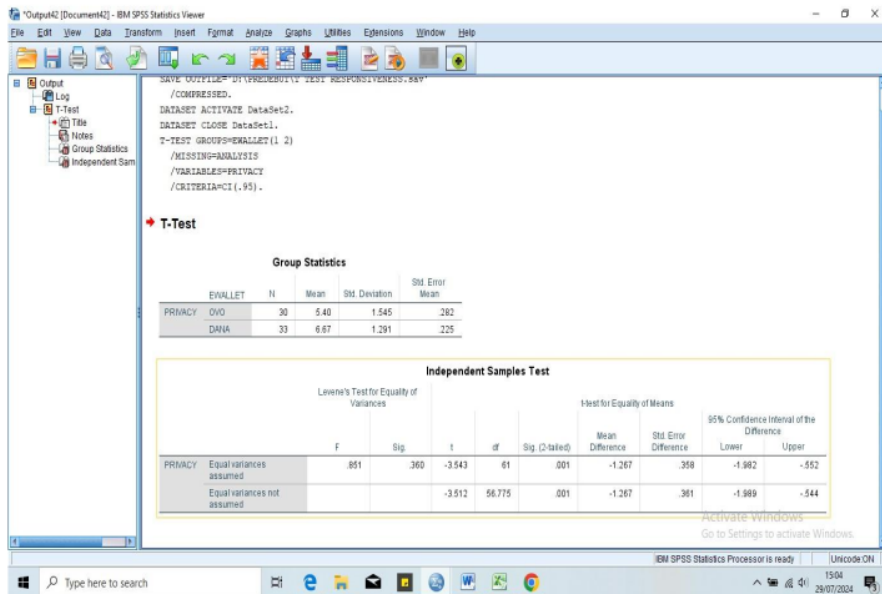 *Output42 [Document42] - IBM SPSS Statistics Viewer
File Edit View Data Transform Insert Format Analyze Graphs Utilities Extensions Window Help
Output
Log
T-Test
Title
Notes
Group Statistics
Independent Sam
SAVE OUTFILE='D:\PREDEBUT\T TEST RESPONSIVENESS.sav'
/COMPRESSED.
DATASET ACTIVATE DataSet2.
DATASET CLOSE DataSet1.
T-TEST GROUPS=EWALLET(1 2)
/MISSING=ANALYSIS
/VARIABLES=PRIVACY
/CRITERIA=CI(.95).
T-Test
Group Statistics
EWALLET N Mean Std. Deviation Std. Error Mean
PRIVACY OVO 30 5.40 1.545 .282
DANA 33 6.67 1.291 .225
Independent Samples Test
Levene's Test for Equality of Variances
t-test for Equality of Means
95% Confidence Interval of the Difference
F Sig. t df Sig. (2-tailed) Mean Difference Std. Error Difference Lower Upper
PRIVACY Equal variances assumed .851 .360 -3.543 61 .001 -1.267 .358 -1.982 -.552
Equal variances not assumed -3.512 56.775 .001 -1.267 .361 -1.989 -.544
Activate Windows
Go to Settings to activate Windows.
IBM SPSS Statistics Processor is ready Unicode:ON
Type here to search
15:04
29/07/2024